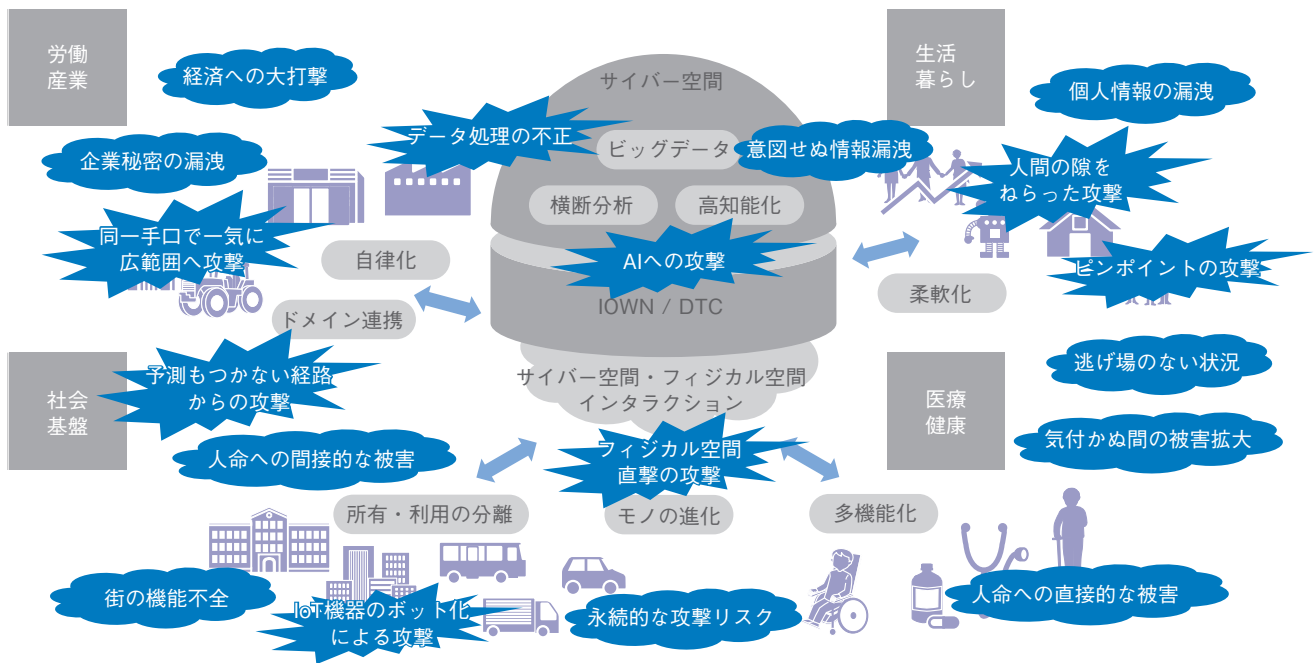 労働
産業
経済への大打撃
企業秘密の漏洩
同一手口で一気に
広範囲へ攻撃
自律化
ドメイン連携
サイバー空間
データ処理の不正
ビッグデータ
意図せぬ情報漏洩
横断分析
高知能化
AIへの攻撃
IOWN / DTC
サイバー空間・フィジカル空間
インタラクション
生活
暮らし
個人情報の漏洩
人間の隙を
ねらった攻撃
ピンポイントの攻撃
柔軟化
社会
基盤
予測もつかない経路
からの攻撃
人命への間接的な被害
フィジカル空間
直撃の攻撃
所有・利用の分離
モノの進化
多機能化
医療
健康
逃げ場のない状況
気付かぬ間の被害拡大
街の機能不全
IoT機器のボット化
による攻撃
永続的な攻撃リスク
人命への直接的な被害